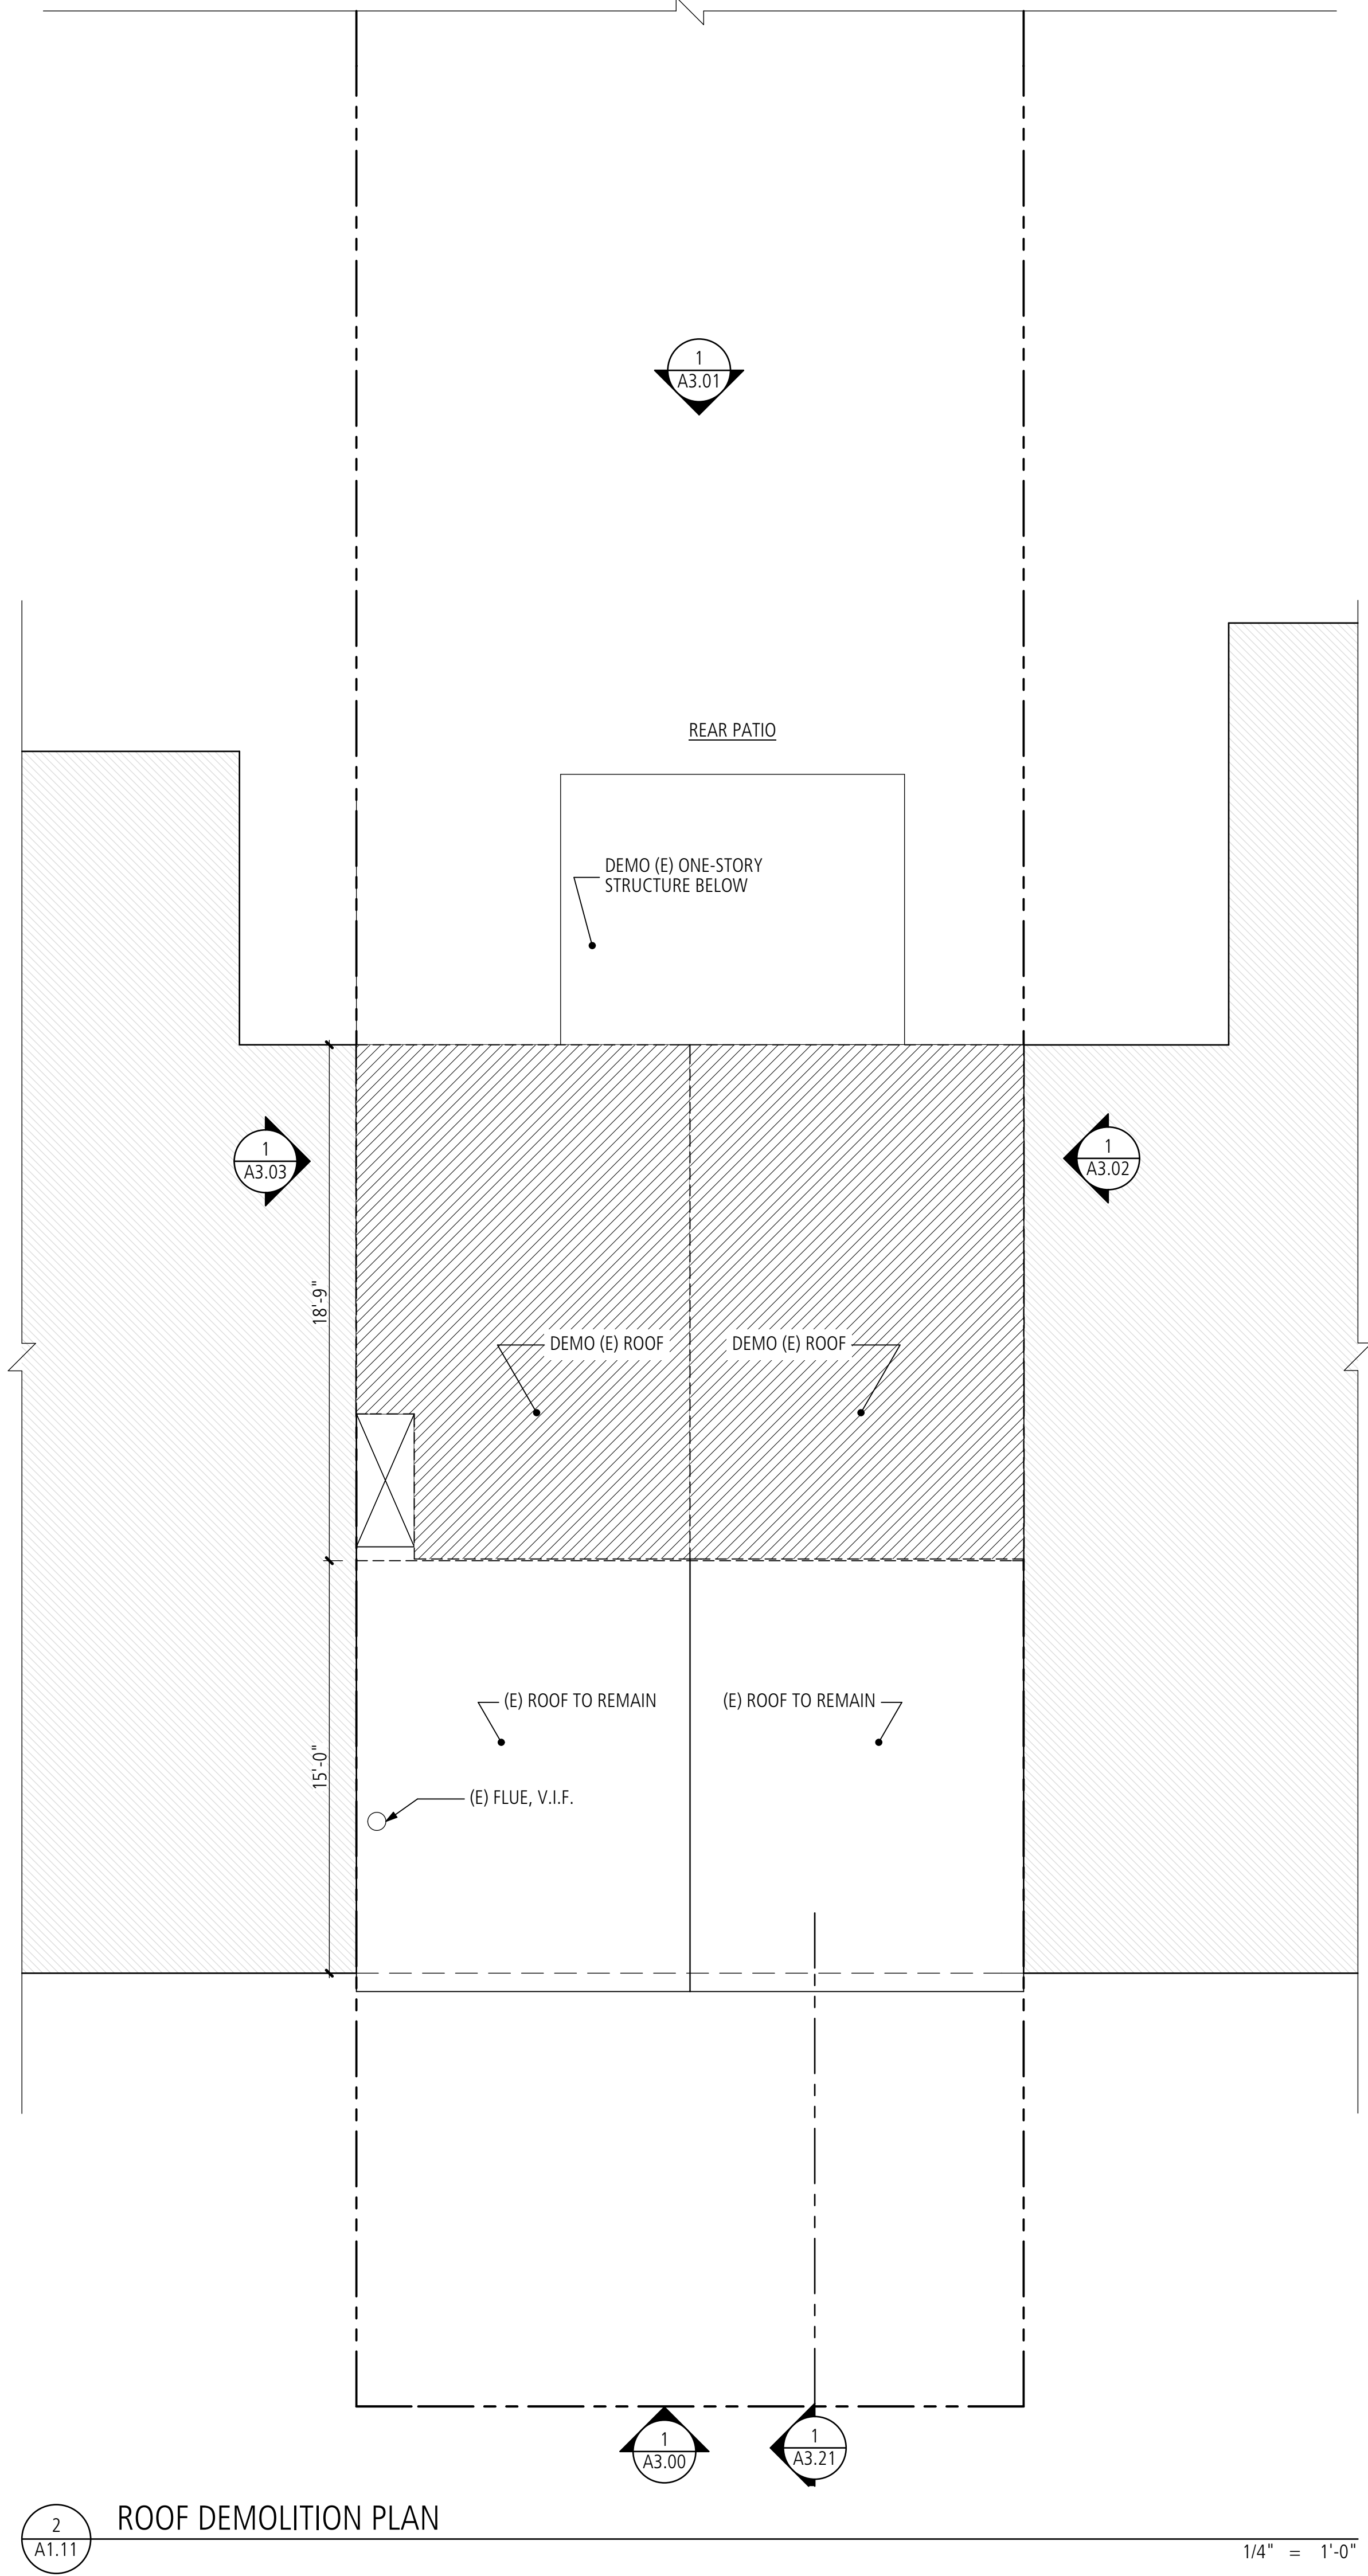 1
A3.01
REAR PATIO
DEMO (E) ONE-STORY
STRUCTURE BELOW
1
A3.03
1
A3.02
18'-9"
DEMO (E) ROOF
DEMO (E) ROOF
(E) ROOF TO REMAIN
(E) ROOF TO REMAIN
15'-0"
(E) FLUE, V.I.F.
1
A3.00
1
A3.21
2
A1.11
ROOF DEMOLITION PLAN
1/4" = 1'-0"